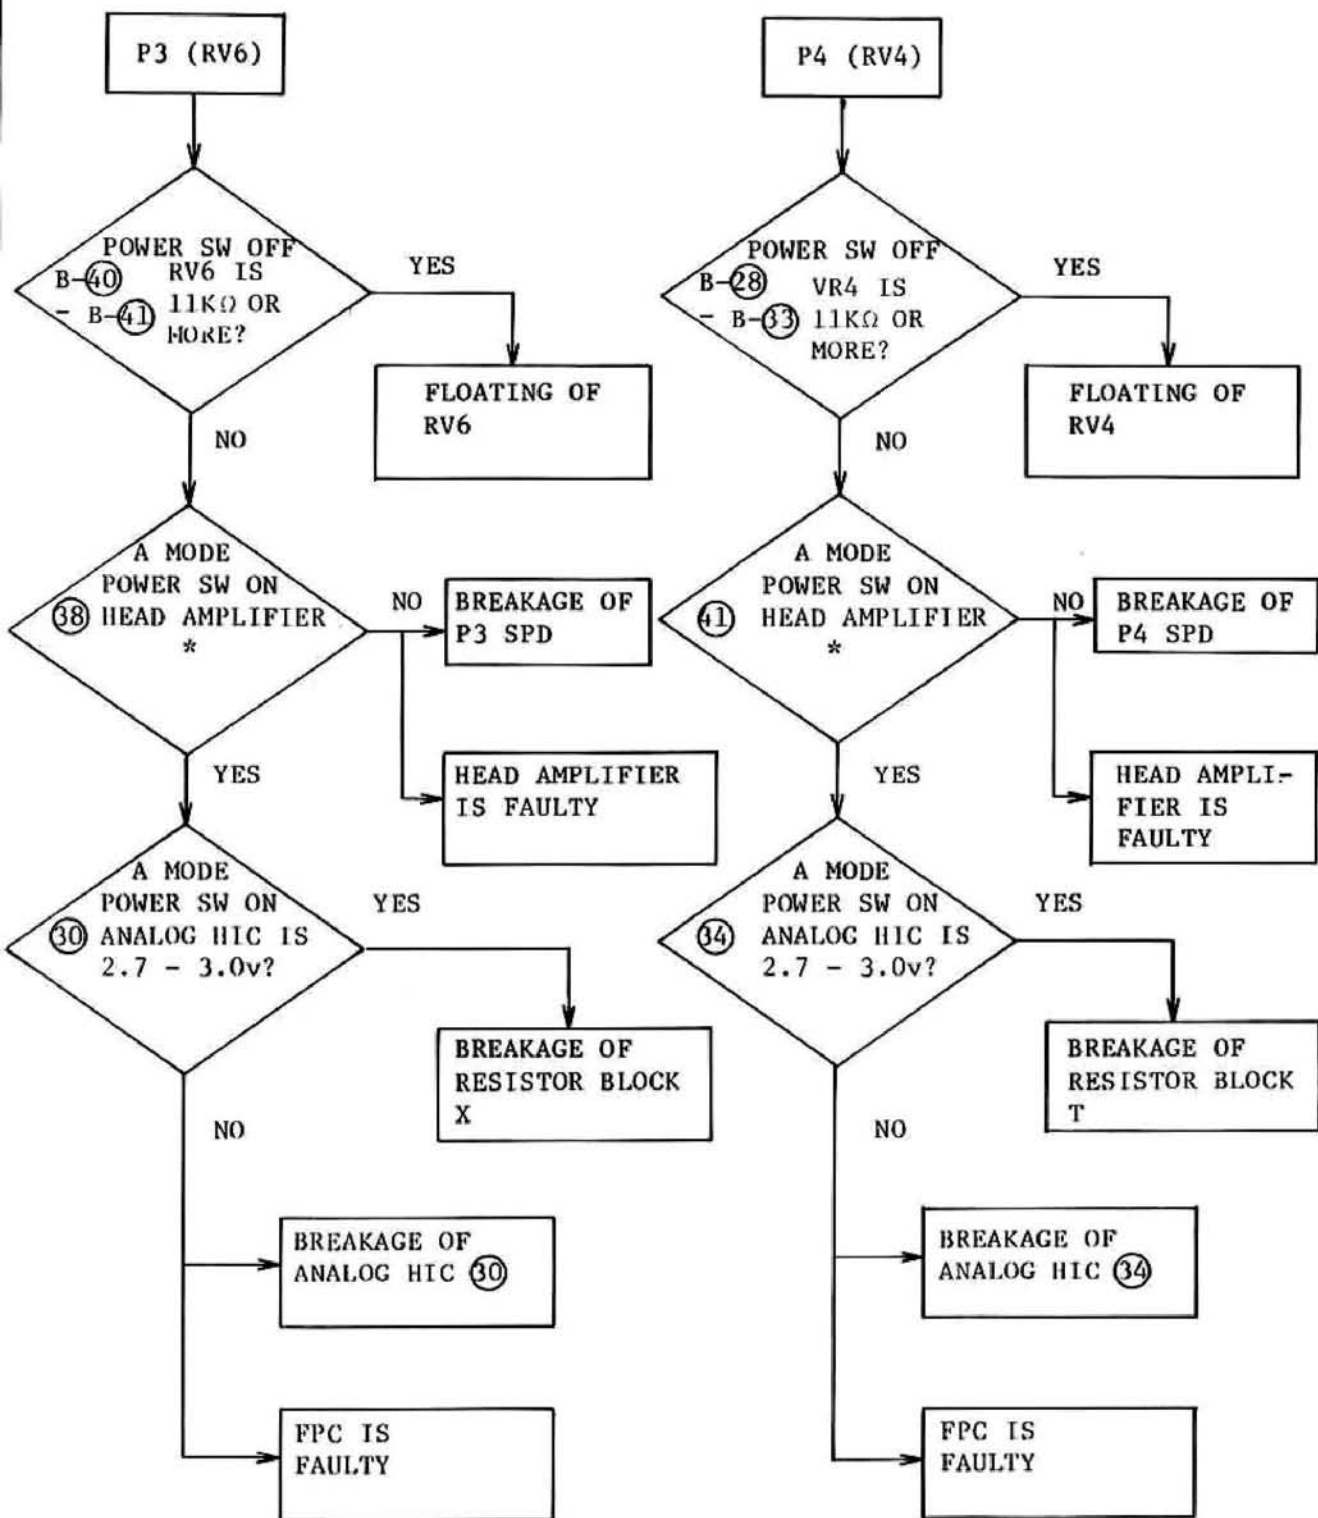 P3 (RV6)
POWER SW OFF
B-40 RV6 IS
- B-41 11KΩ OR
MORE?
YES
FLOATING OF
RV6
NO
A MODE
POWER SW ON
38 HEAD AMPLIFIER
*
NO
BREAKAGE OF
P3 SPD
HEAD AMPLIFIER
IS FAULTY
YES
A MODE
POWER SW ON
30 ANALOG HIC IS
2.7 - 3.0v?
YES
BREAKAGE OF
RESISTOR BLOCK
X
NO
BREAKAGE OF
ANALOG HIC 30
FPC IS
FAULTY
P4 (RV4)
POWER SW OFF
B-28 VR4 IS
- B-33 11KΩ OR
MORE?
YES
FLOATING OF
RV4
NO
A MODE
POWER SW ON
41 HEAD AMPLIFIER
*
NO
BREAKAGE OF
P4 SPD
HEAD AMPLI-
FIER IS
FAULTY
YES
A MODE
POWER SW ON
34 ANALOG HIC IS
2.7 - 3.0v?
YES
BREAKAGE OF
RESISTOR BLOCK
T
NO
BREAKAGE OF
ANALOG HIC 34
FPC IS
FAULTY